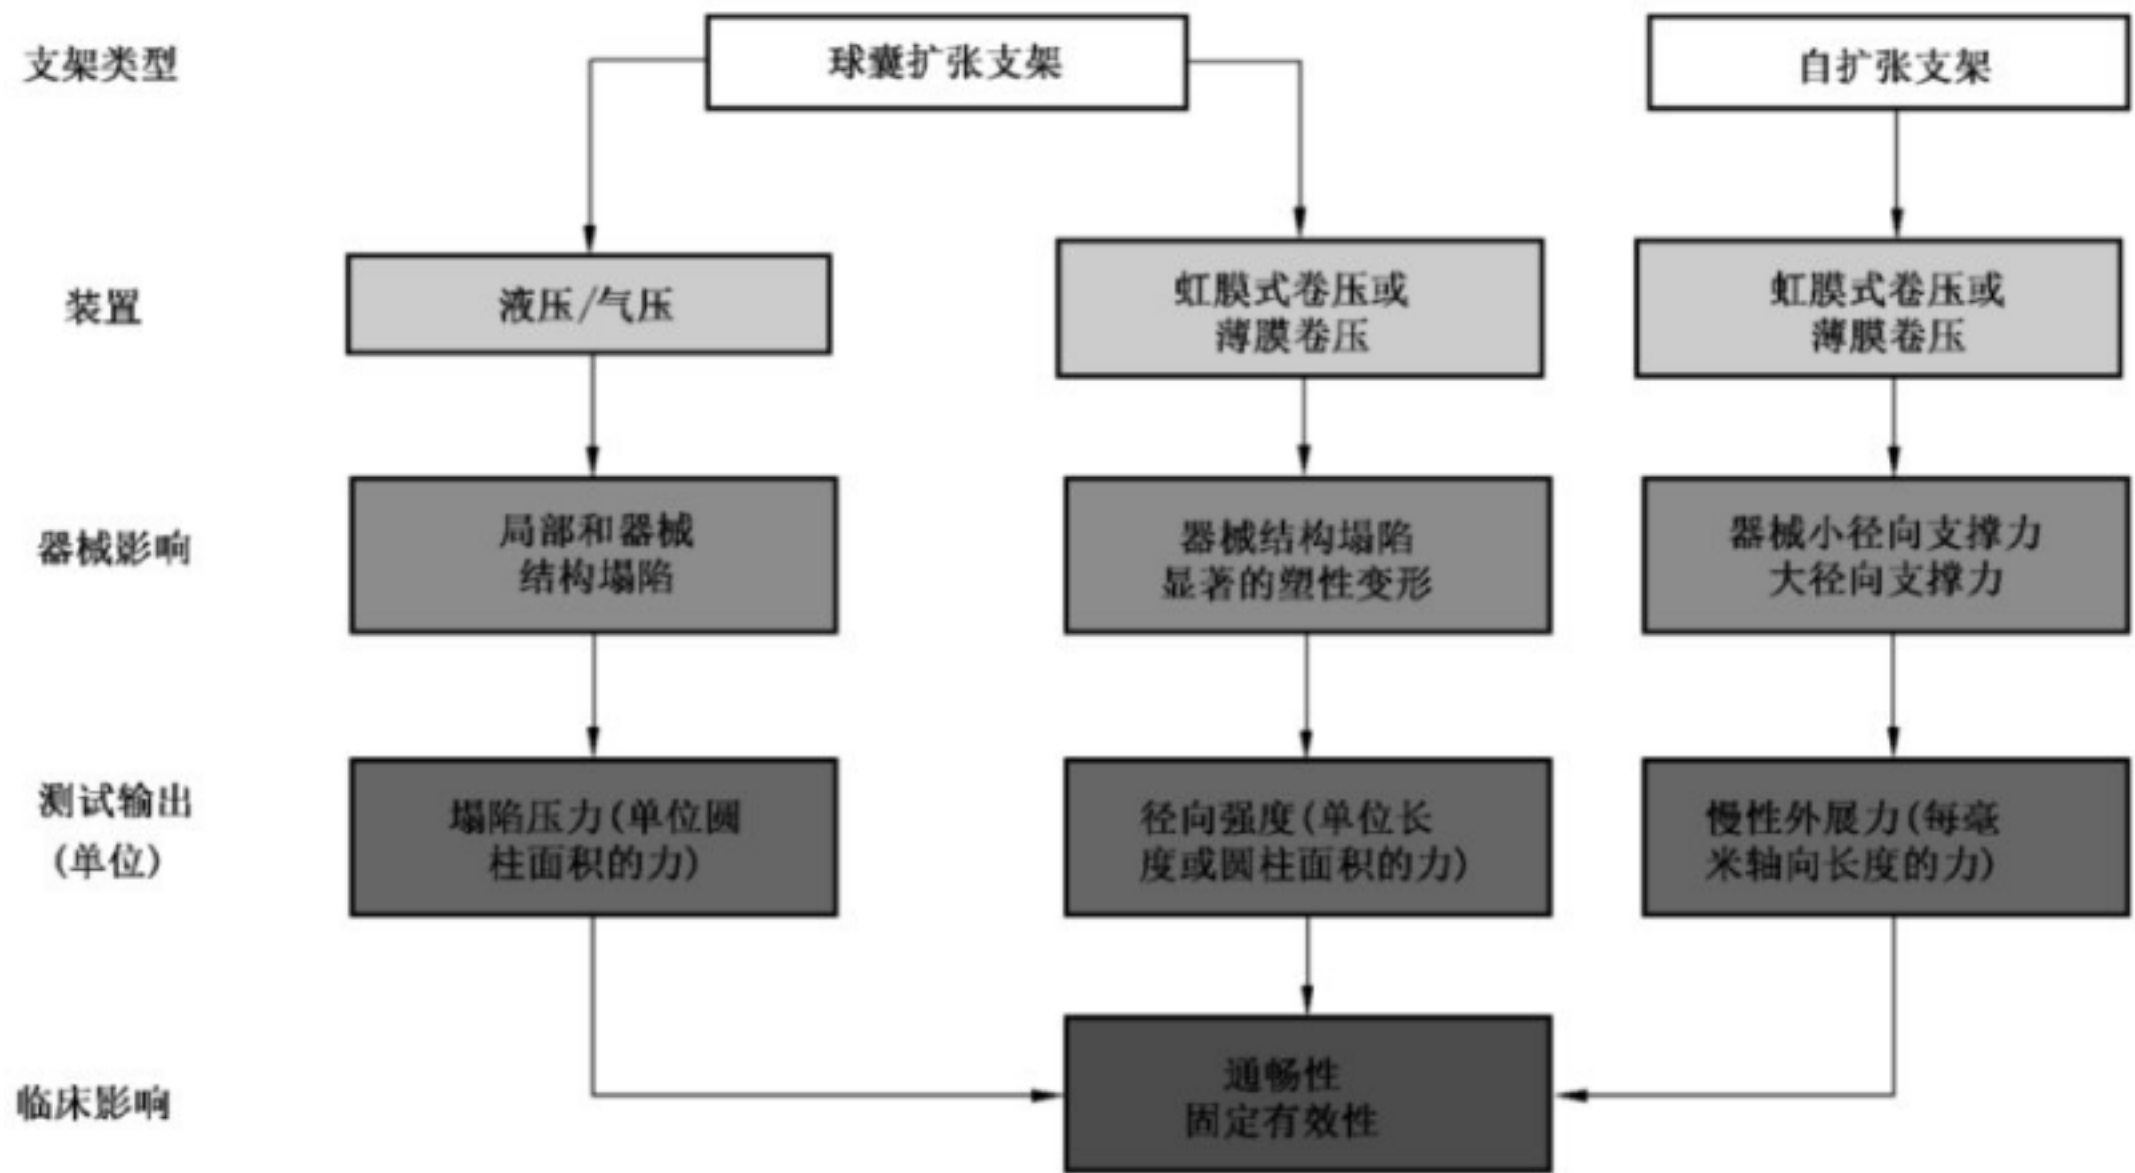 支架类型
球囊扩张支架
自扩张支架
装置
液压/气压
虹膜式卷压或
薄膜卷压
虹膜式卷压或
薄膜卷压
器械影响
局部和器械
结构塌陷
器械结构塌陷
显著的塑性变形
器械小径向支撑力
大径向支撑力
测试输出
(单位)
塌陷压力(单位圆
柱面积的力)
径向强度(单位长
度或圆柱面积的力)
慢性外展力(每毫
米轴向长度的力)
临床影响
通畅性
固定有效性